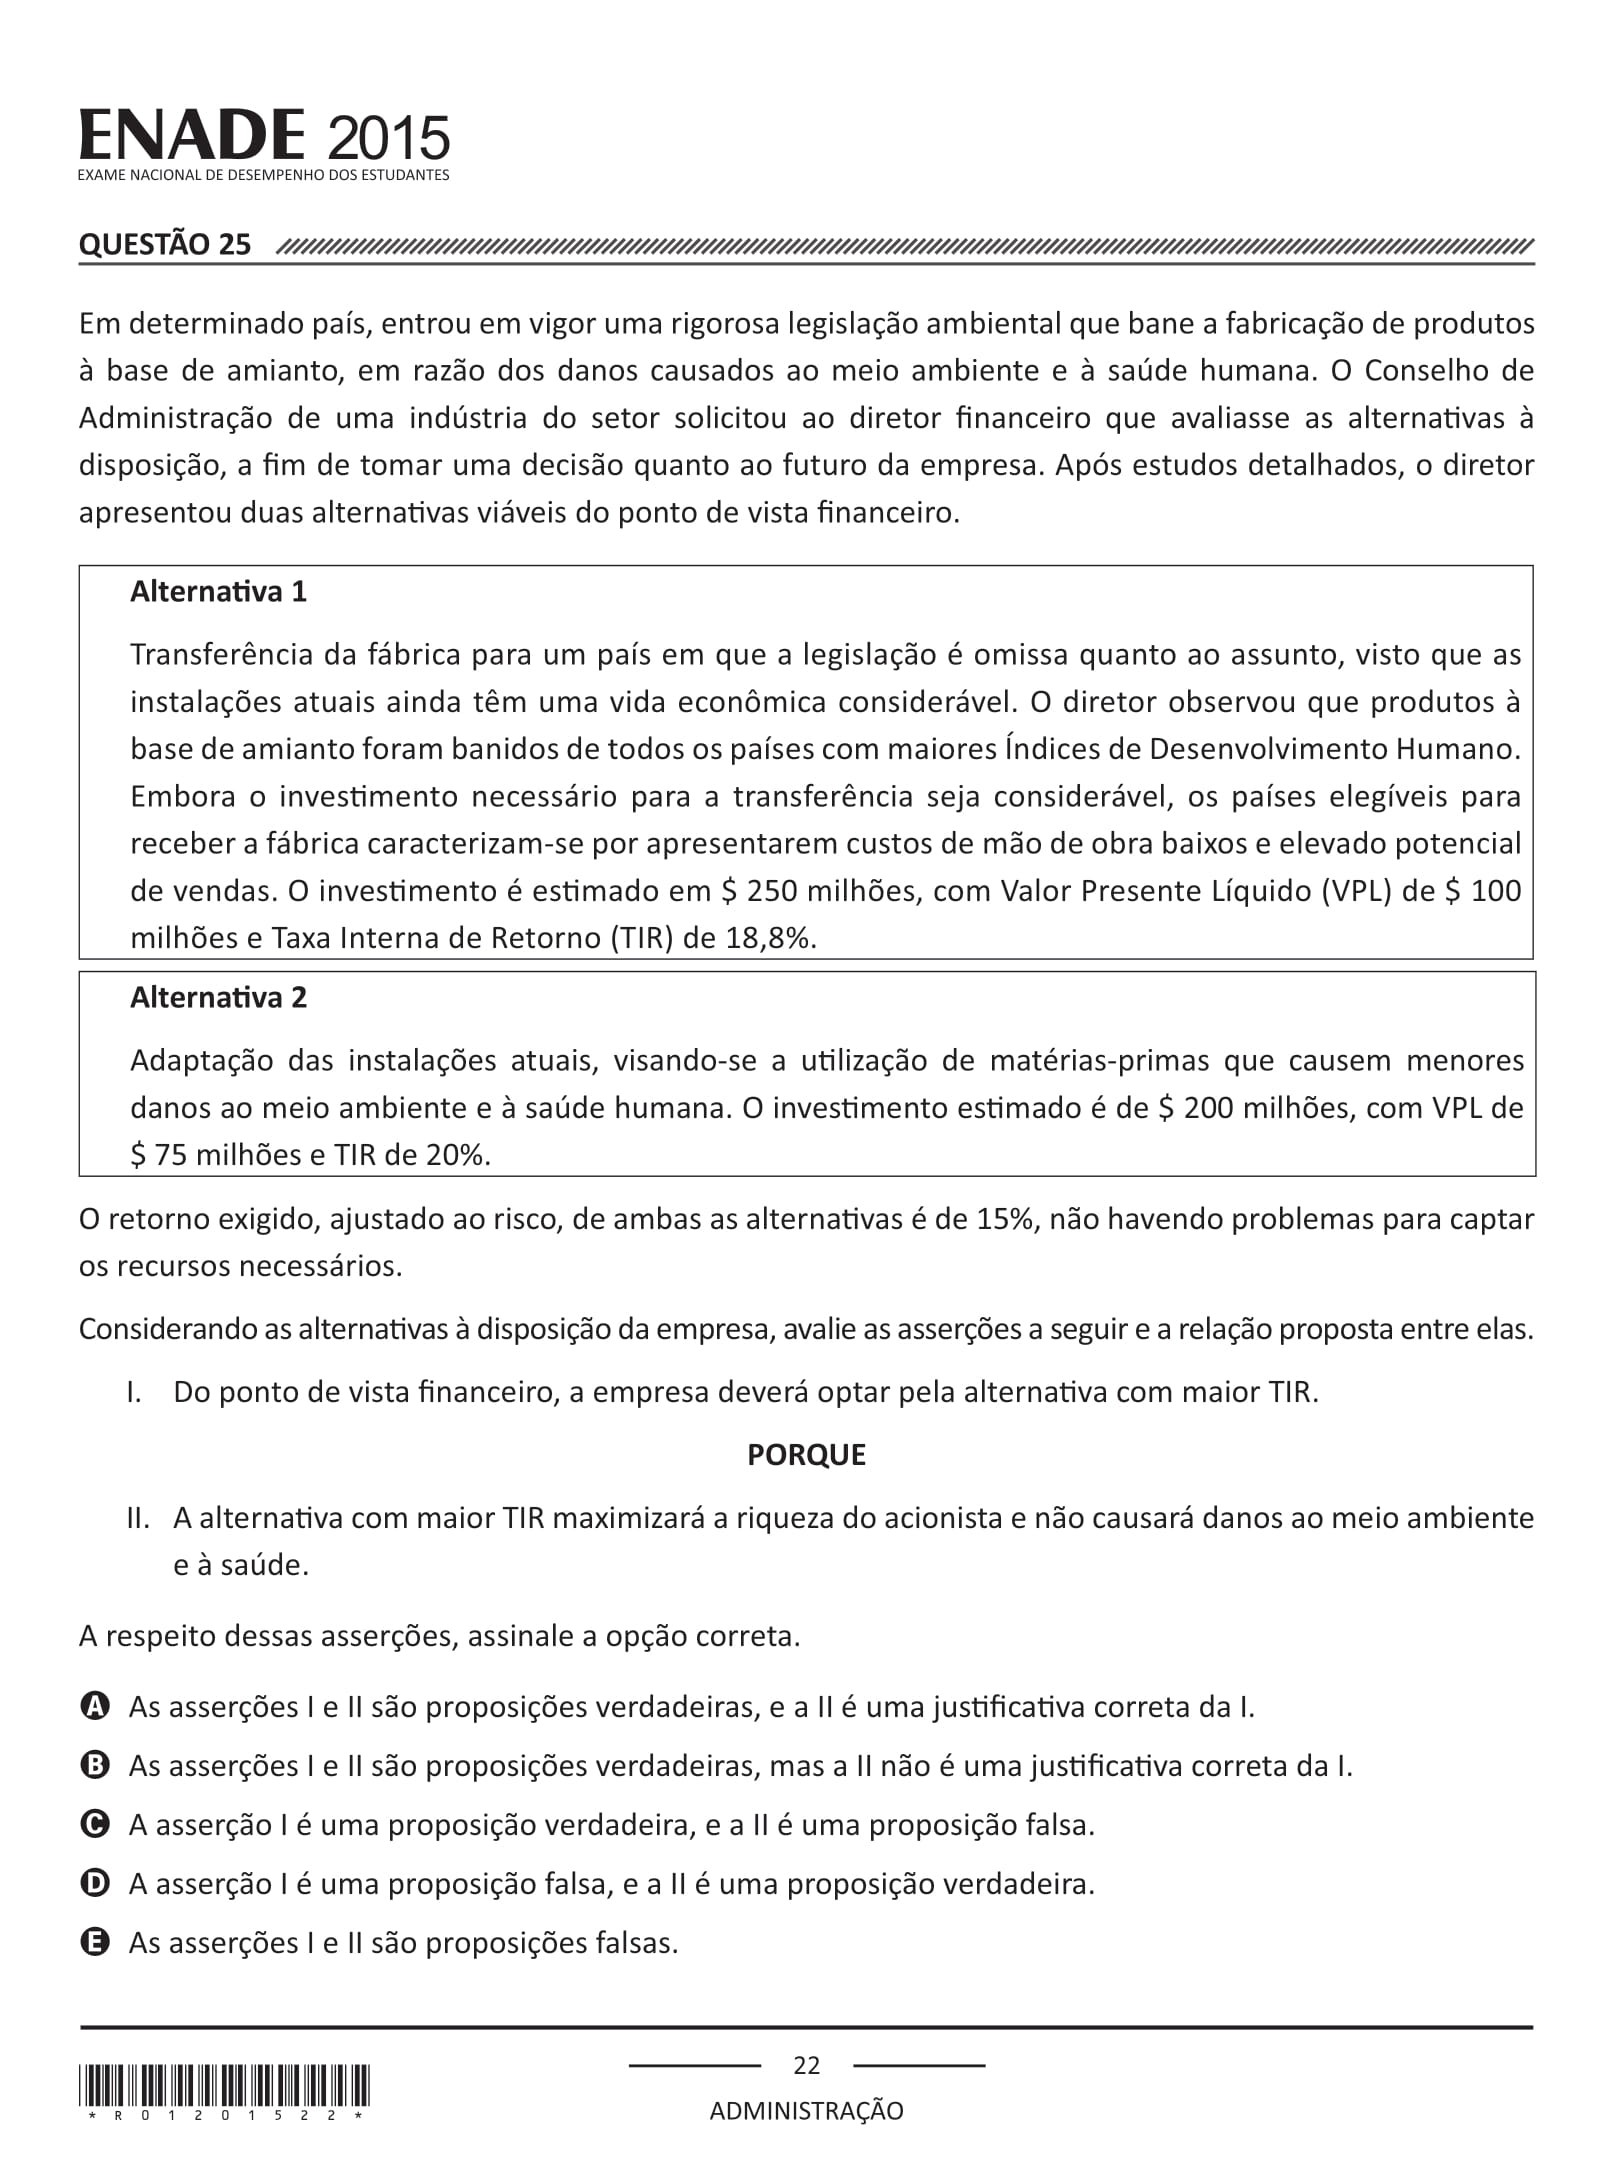 ENADE 2015
EXAME NACIONAL DE DESEMPENHO DOS ESTUDANTES
QUESTÃO 25
Em determinado país, entrou em vigor uma rigorosa legislação ambiental que bane a fabricação de produtos
à base de amianto, em razão dos danos causados ao meio ambiente e à saúde humana. O Conselho de
Administração de uma indústria do setor solicitou ao diretor financeiro que avaliasse as alternativas à
disposição, a fim de tomar uma decisão quanto ao futuro da empresa. Após estudos detalhados, o diretor
apresentou duas alternativas viáveis do ponto de vista financeiro.
Alternativa 1
Transferência da fábrica para um país em que a legislação é omissa quanto ao assunto, visto que as
instalações atuais ainda têm uma vida econômica considerável. O diretor observou que produtos à
base de amianto foram banidos de todos os países com maiores Índices de Desenvolvimento Humano.
Embora o investimento necessário para a transferência seja considerável, os países elegíveis para
receber a fábrica caracterizam-se por apresentarem custos de mão de obra baixos e elevado potencial
de vendas. O investimento é estimado em $ 250 milhões, com Valor Presente Líquido (VPL) de $ 100
milhões e Taxa Interna de Retorno (TIR) de 18,8%.
Alternativa 2
Adaptação das instalações atuais, visando-se a utilização de matérias-primas que causem menores
danos ao meio ambiente e à saúde humana. O investimento estimado é de $ 200 milhões, com VPL de
$ 75 milhões e TIR de 20%.
O retorno exigido, ajustado ao risco, de ambas as alternativas é de 15%, não havendo problemas para captar
os recursos necessários.
Considerando as alternativas à disposição da empresa, avalie as asserções a seguir e a relação proposta entre elas.
I. Do ponto de vista financeiro, a empresa deverá optar pela alternativa com maior TIR.
PORQUE
II. A alternativa com maior TIR maximizará a riqueza do acionista e não causará danos ao meio ambiente
e à saúde.
A respeito dessas asserções, assinale a opção correta.
A As asserções I e II são proposições verdadeiras, e a II é uma justificativa correta da I.
B As asserções I e II são proposições verdadeiras, mas a II não é uma justificativa correta da I.
C A asserção I é uma proposição verdadeira, e a II é uma proposição falsa.
D A asserção I é uma proposição falsa, e a II é uma proposição verdadeira.
E As asserções I e II são proposições falsas.
22
ADMINISTRAÇÃO
* R 0 1 2 0 1 5 2 2 *